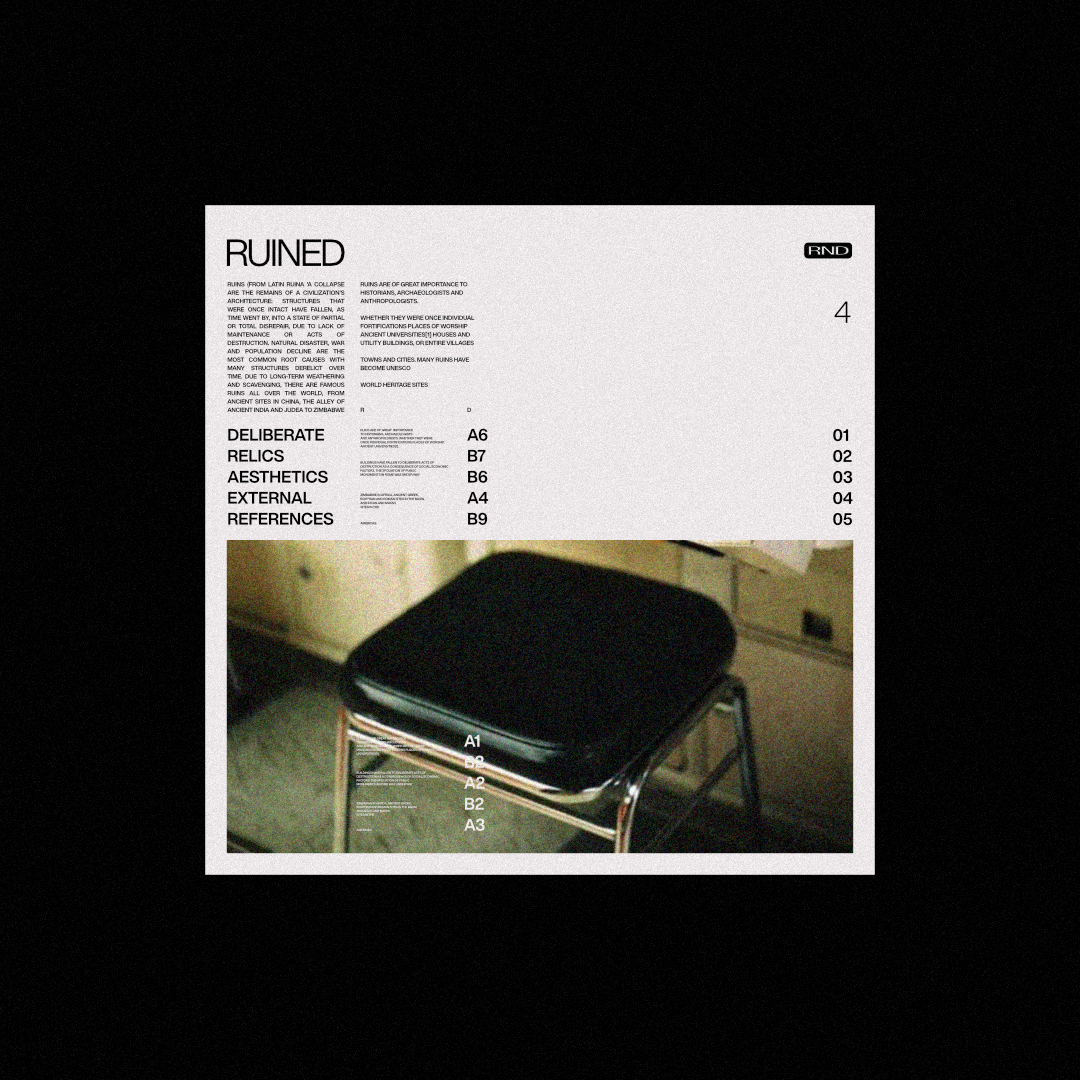 RUINED
RND
4
RUINS (FROM LATIN RUINA 'A COLLAPSE
ARE THE REMAINS OF A CIVILIZATION'S
ARCHITECTURE: STRUCTURES THAT
WERE ONCE INTACT HAVE FALLEN, AS
TIME WENT BY, INTO A STATE OF PARTIAL
OR TOTAL DISREPAIR, DUE TO LACK OF
MAINTENANCE OR ACTS OF
DESTRUCTION. NATURAL DISASTER, WAR
AND POPULATION DECLINE ARE THE
MOST COMMON ROOT CAUSES WITH
MANY STRUCTURES DERELICT OVER
TIME. DUE TO LONG-TERM WEATHERING
AND SCAVENGING, THERE ARE FAMOUS
RUINS ALL OVER THE WORLD, FROM
ANCIENT SITES IN CHINA, THE ALLEY OF
ANCIENT INDIA AND JUDEA TO ZIMBABWE
RUINS ARE OF GREAT IMPORTANCE TO
HISTORIANS, ARCHAEOLOGISTS AND
ANTHROPOLOGISTS.
WHETHER THEY WERE ONCE INDIVIDUAL
FORTIFICATIONS PLACES OF WORSHIP
ANCIENT UNIVERSITIES[1] HOUSES AND
UTILITY BUILDINGS, OR ENTIRE VILLAGES
TOWNS AND CITIES. MANY RUINS HAVE
BECOME UNESCO
WORLD HERITAGE SITES
R D
DELIBERATE A6 01
RELICS B7 02
AESTHETICS B6 03
EXTERNAL A4 04
REFERENCES B9 05
A1
B3
A2
B2
A3